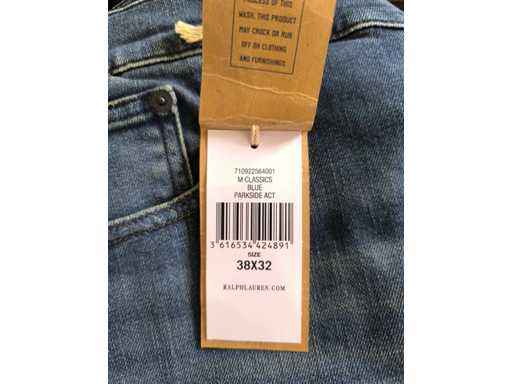 PROCESS OF THIS
WASH, THIS PRODUCT
MAY CROCK OR RUB
OFF ON CLOTHING
AND FURNISHINGS
710922564001
M CLASSICS
BLUE
PARKSIDE ACT
3 616534 424891
SIZE
38X32
RALPHLAUREN.COM